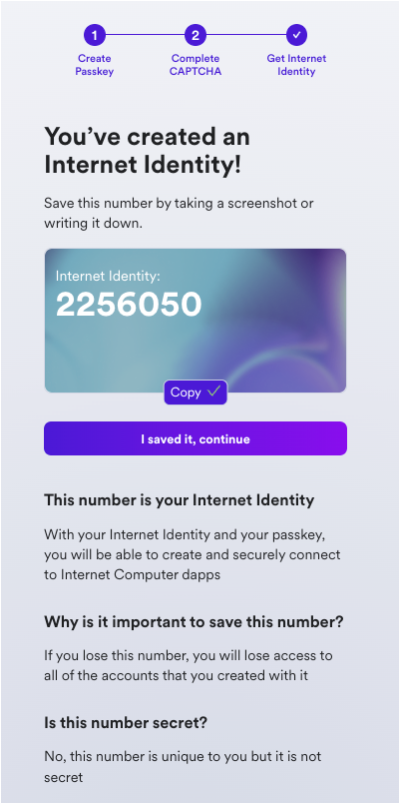 1
2
Create
Passkey
Complete
CAPTCHA
Get Internet
Identity
You’ve created an
Internet Identity!
Save this number by taking a screenshot or
writing it down.
Internet Identity:
2256050
Copy
I saved it, continue
This number is your Internet Identity
With your Internet Identity and your passkey,
you will be able to create and securely connect
to Internet Computer dapps
Why is it important to save this number?
If you lose this number, you will lose access to
all of the accounts that you created with it
Is this number secret?
No, this number is unique to you but it is not
secret